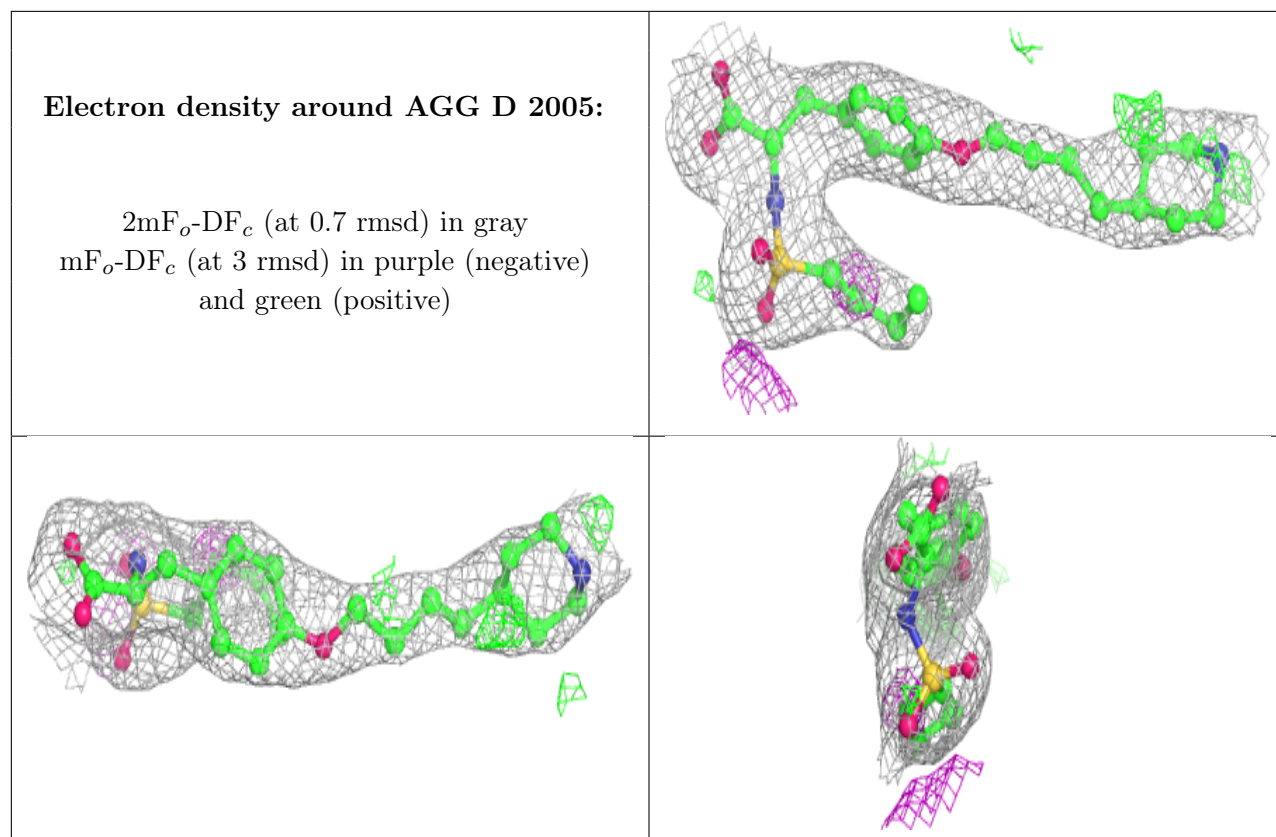 Electron density around AGG D 2005:
2mFo-DFc (at 0.7 rmsd) in gray
mFo-DFc (at 3 rmsd) in purple (negative)
and green (positive)